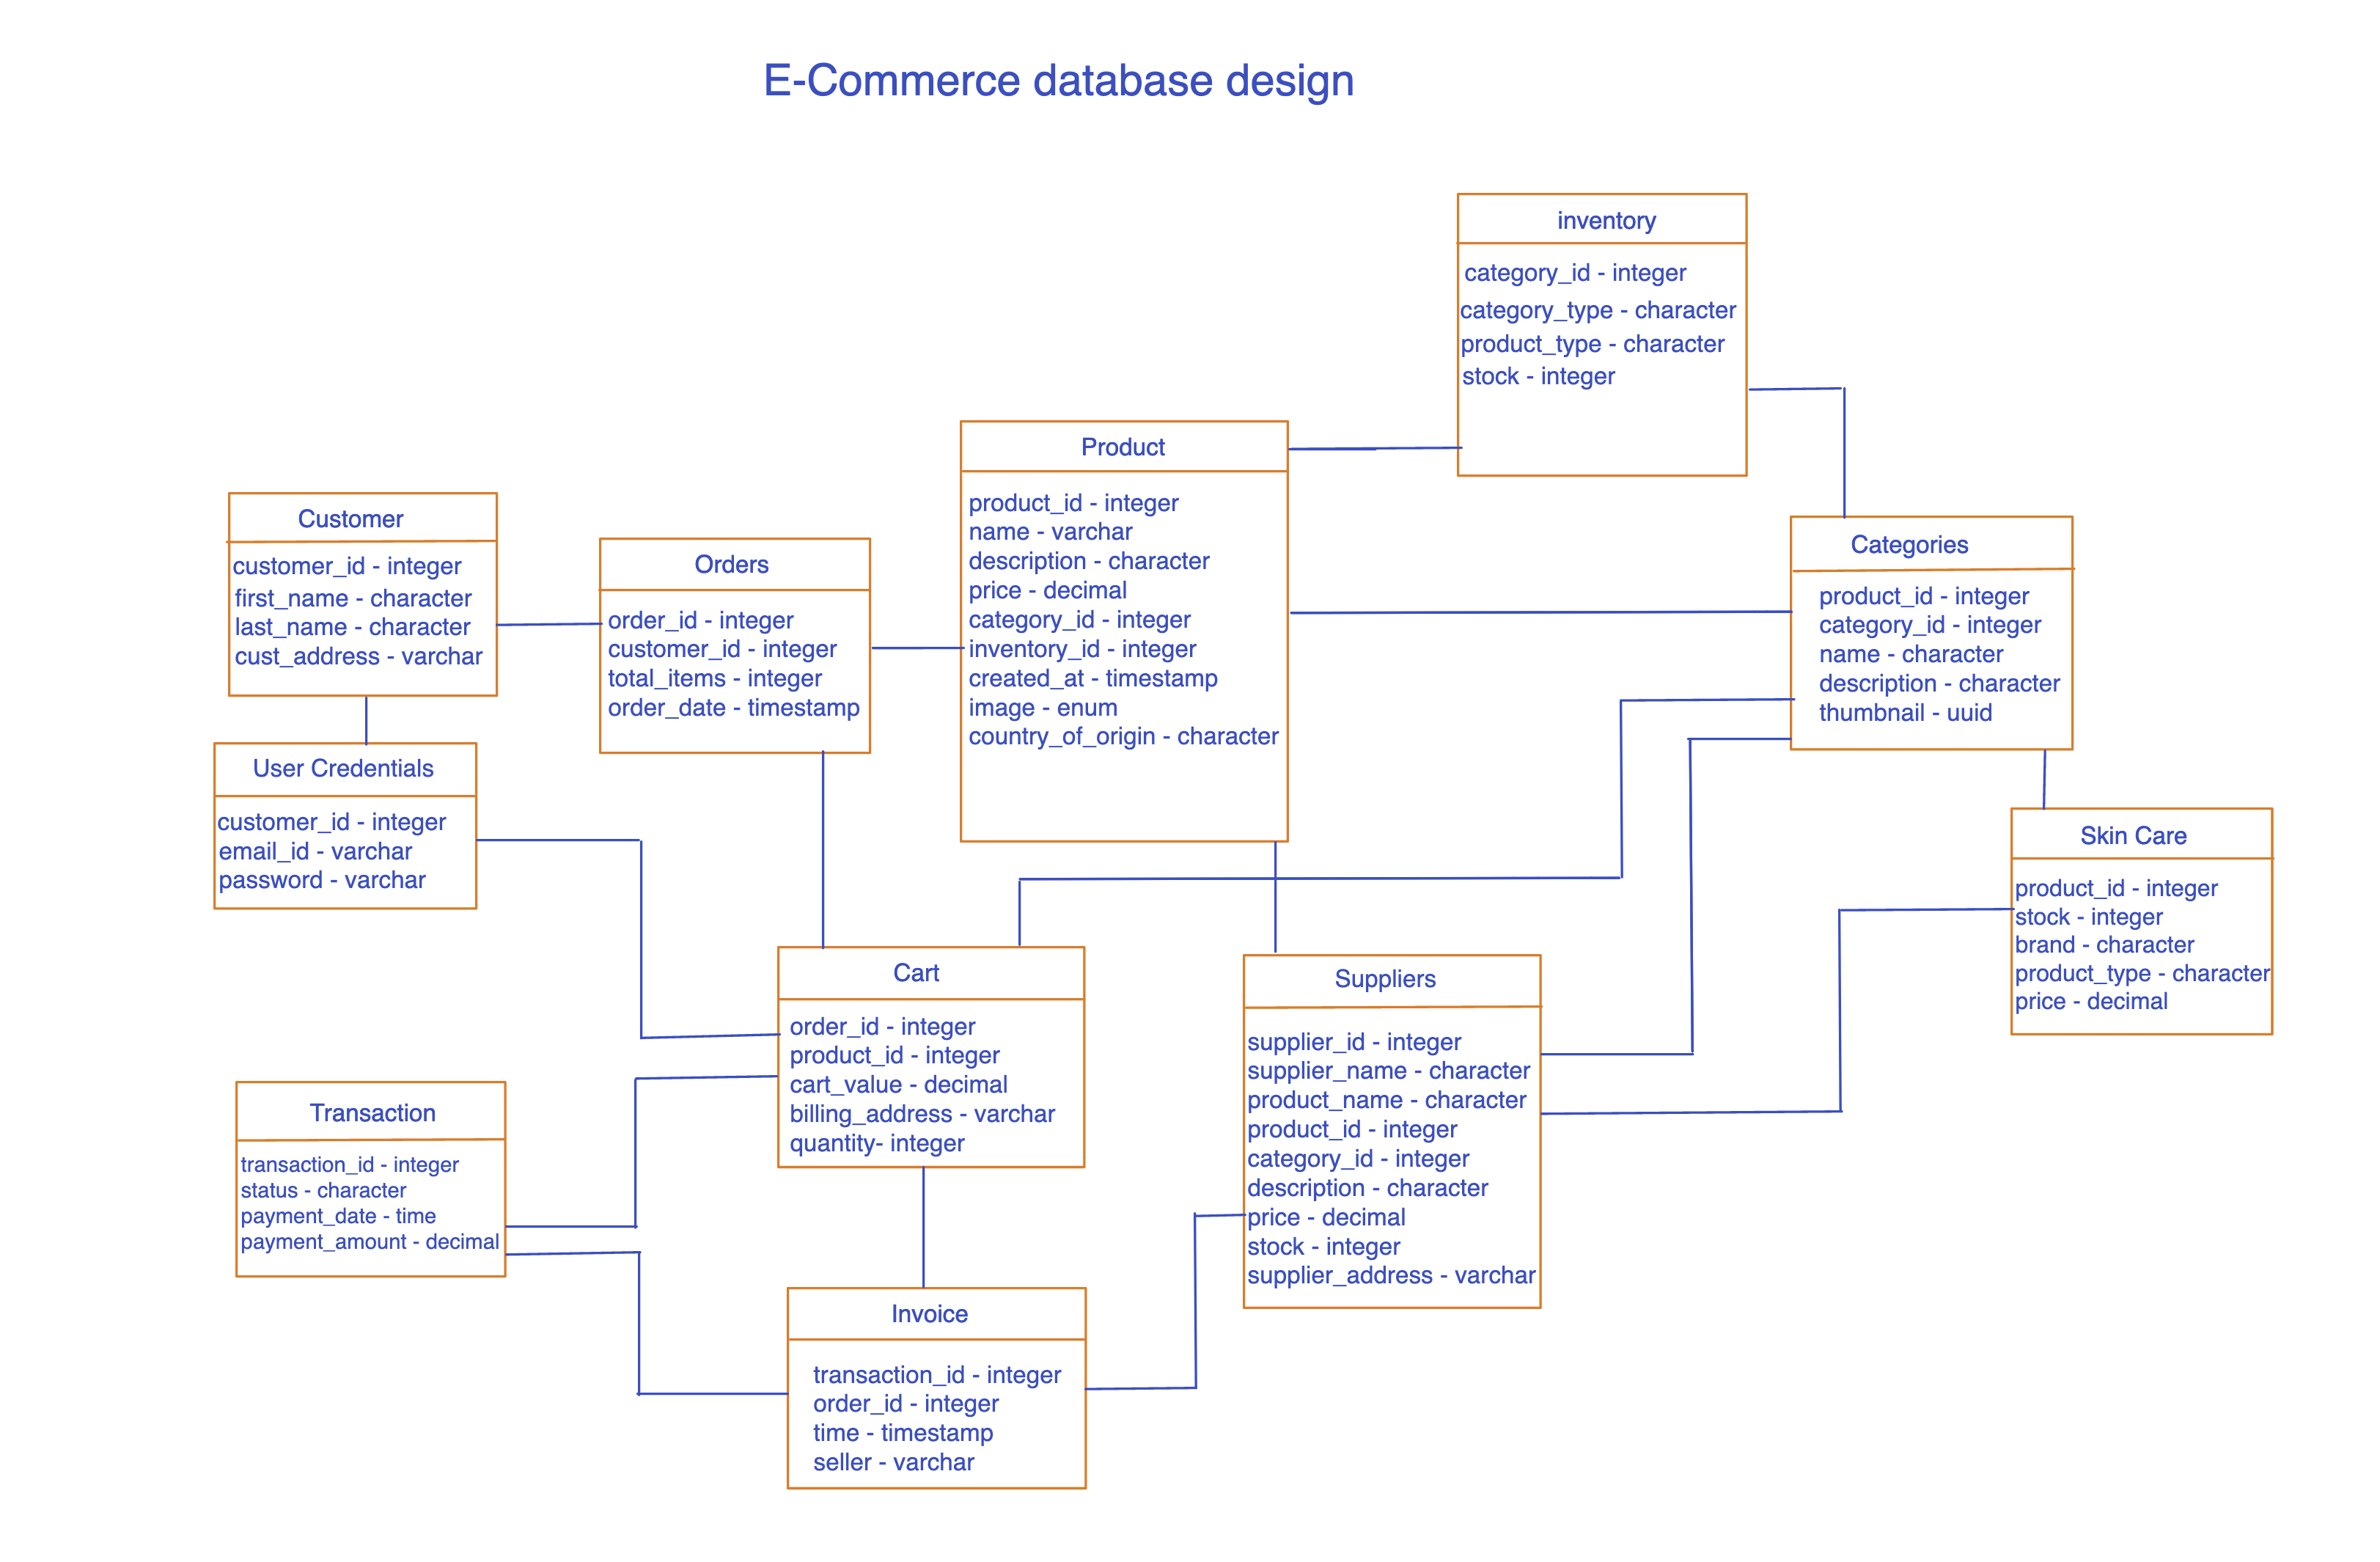 E-Commerce database design
inventory
category_id - integer
category_type - character
product_type - character
stock - integer
Product
product_id - integer
name - varchar
description - character
price - decimal
category_id - integer
inventory_id - integer
created_at - timestamp
image - enum
country_of_origin - character
Customer
customer_id - integer
first_name - character
last_name - character
cust_address - varchar
Orders
order_id - integer
customer_id - integer
total_items - integer
order_date - timestamp
Categories
product_id - integer
category_id - integer
name - character
description - character
thumbnail - uuid
User Credentials
customer_id - integer
email_id - varchar
password - varchar
Skin Care
product_id - integer
stock - integer
brand - character
product_type - character
price - decimal
Cart
order_id - integer
product_id - integer
cart_value - decimal
billing_address - varchar
quantity- integer
Suppliers
supplier_id - integer
supplier_name - character
product_name - character
product_id - integer
category_id - integer
description - character
price - decimal
stock - integer
supplier_address - varchar
Transaction
transaction_id - integer
status - character
payment_date - time
payment_amount - decimal
Invoice
transaction_id - integer
order_id - integer
time - timestamp
seller - varchar